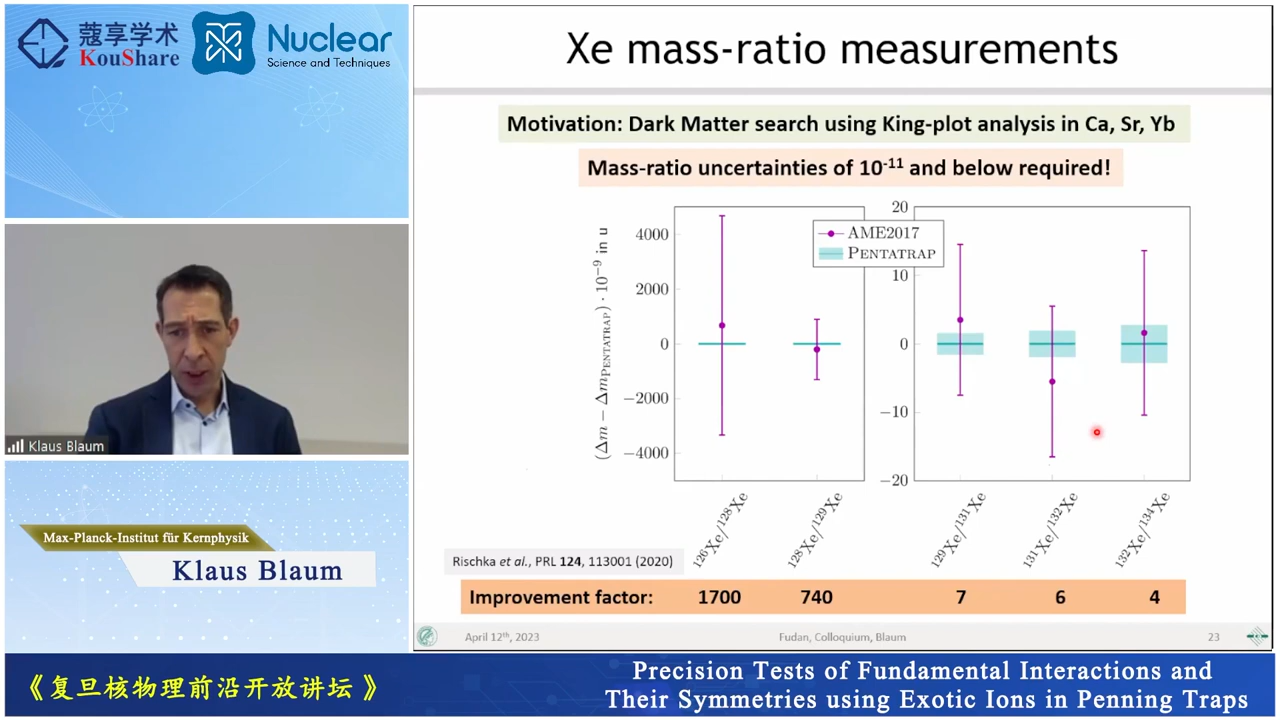 蔻享学术
KouShare
Nuclear
Science and Techniques
Klaus Blaum
Max-Planck-Institut für Kernphysik
Klaus Blaum
Xe mass-ratio measurements
Motivation: Dark Matter search using King-plot analysis in Ca, Sr, Yb
Mass-ratio uncertainties of 10⁻¹¹ and below required!
(Δm − Δm_PENTATRAP) · 10⁻⁹ in u
4000
2000
0
−2000
−4000
20
10
0
−10
−20
AME2017
PENTATRAP
¹²⁶Xe/¹²⁸Xe
¹²⁸Xe/¹²⁹Xe
¹²⁹Xe/¹³¹Xe
¹³¹Xe/¹³²Xe
¹³²Xe/¹³⁴Xe
Rischka et al., PRL 124, 113001 (2020)
Improvement factor: 1700 740 7 6 4
April 12th, 2023 Fudan, Colloquium, Blaum 23
《复旦核物理前沿开放讲坛》
Precision Tests of Fundamental Interactions and
Their Symmetries using Exotic Ions in Penning Traps